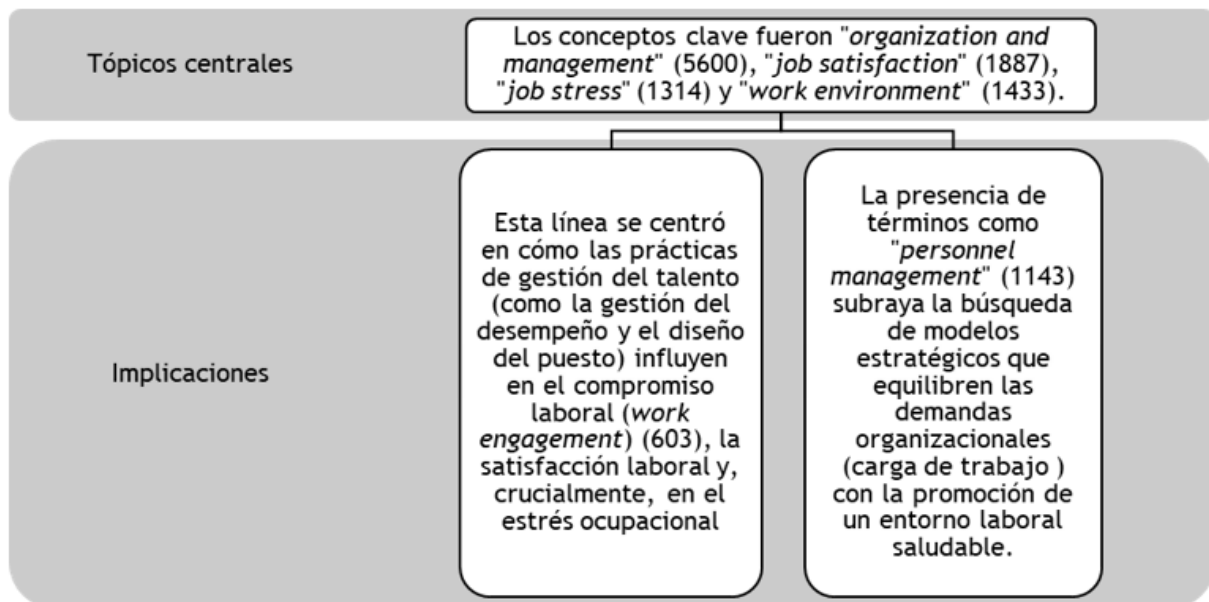 Tópicos centrales
Los conceptos clave fueron "organization and
management" (5600), "job satisfaction" (1887),
"job stress" (1314) y "work environment" (1433).
Implicaciones
Esta línea se centró
en cómo las prácticas
de gestión del talento
(como la gestión del
desempeño y el diseño
del puesto) influyen
en el compromiso
laboral (work
engagement) (603), la
satisfacción laboral y,
crucialmente, en el
estrés ocupacional
La presencia de
términos como
"personnel
management" (1143)
subraya la búsqueda
de modelos
estratégicos que
equilibren las
demandas
organizacionales
(carga de trabajo )
con la promoción de
un entorno laboral
saludable.